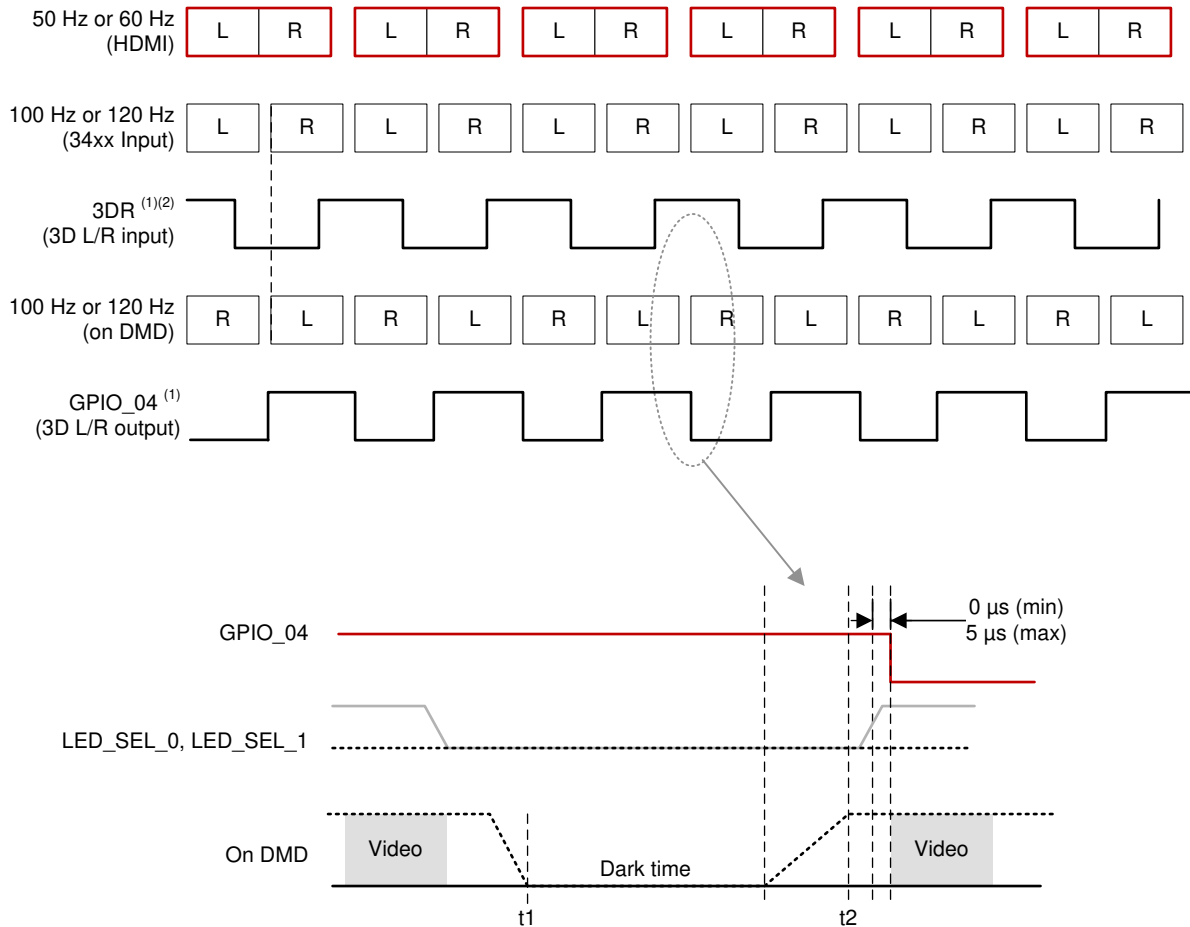 50 Hz or 60 Hz
(HDMI)
L R L R L R L R L R L R
100 Hz or 120 Hz
(34xx Input)
L R L R L R L R L R L R
3DR (1)(2)
(3D L/R input)
100 Hz or 120 Hz
(on DMD)
R L R L R L R L R L R L
GPIO_04 (1)
(3D L/R output)
0 µs (min)
5 µs (max)
GPIO_04
LED_SEL_0, LED_SEL_1
On DMD
Video
Dark time
Video
t1
t2